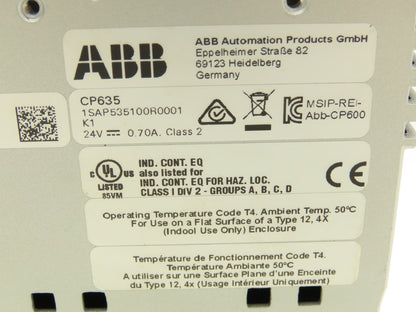 ABB
ABB Automation Products GmbH
Eppelheimer Straße 82
69123 Heidelberg
Germany
CP635
1SAP535100R0001
K1
24V ⎓ 0.70A, Class 2
MSIP-REI-
Abb-CP600
c UL US
LISTED
85VM
IND. CONT. EQ
also listed for
IND. CONT. EQ FOR HAZ. LOC.
CLASS I DIV 2 - GROUPS A, B, C, D
CE
Operating Temperature Code T4. Ambient Temp. 50°C
For Use on a Flat Surface of a Type 12, 4X
(Indool Use Only) Enclosure
Température de Fonctionnement Code T4.
Température Ambiante 50°C
A utiliser sur une Surface Plane d'une Enceinte
du Type 12, 4x (Usage Intérieur Uniquement)